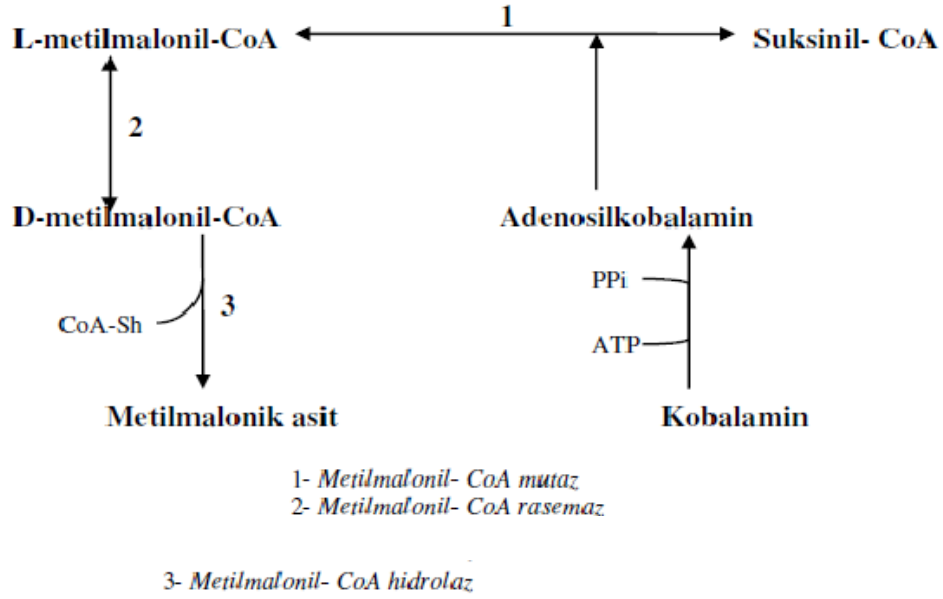 1
L-metilmalonil-CoA
Suksinil- CoA
2
D-metilmalonil-CoA
Adenosilkobalamin
PPi
3
CoA-Sh
ATP
Metilmalonik asit
Kobalamin
1- Metilmalonil- CoA mutaz
2- Metilmalonil- CoA rasemaz
3- Metilmalonil- CoA hidrolaz